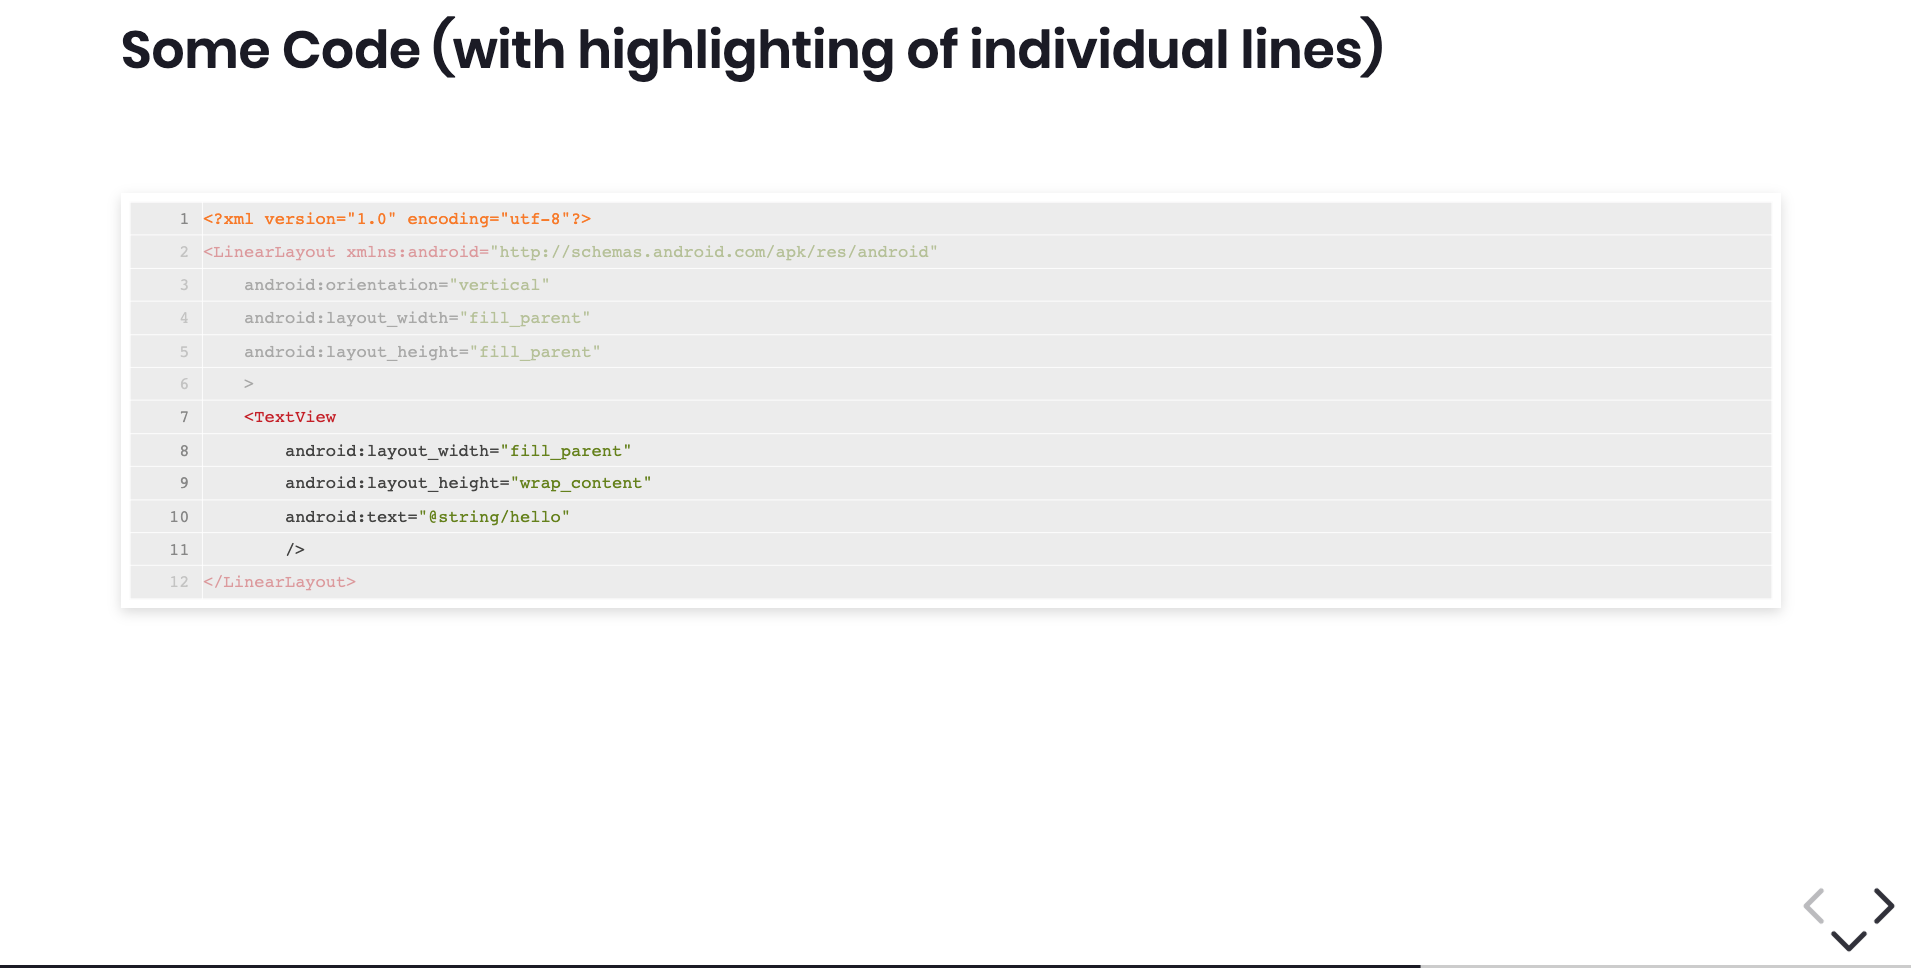 Some Code (with highlighting of individual lines)
1 <?xml version="1.0" encoding="utf-8"?>
2 <LinearLayout xmlns:android="http://schemas.android.com/apk/res/android"
3     android:orientation="vertical"
4     android:layout_width="fill_parent"
5     android:layout_height="fill_parent"
6     >
7     <TextView
8         android:layout_width="fill_parent"
9         android:layout_height="wrap_content"
10         android:text="@string/hello"
11         />
12 </LinearLayout>